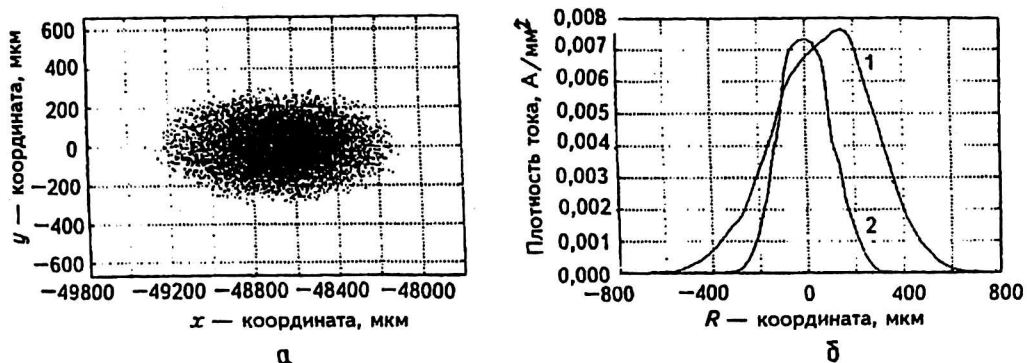 600
400
200
0
−200
−400
−600
y — координата, мкм
−49800 −49200 −48800 −48400 −48000
x — координата, мкм
а
0,008
0,007
0,006
0,005
0,004
0,003
0,002
0,001
0,000
Плотность тока, А/мм²
1
2
−800 −400 0 400 800
R — координата, мкм
б